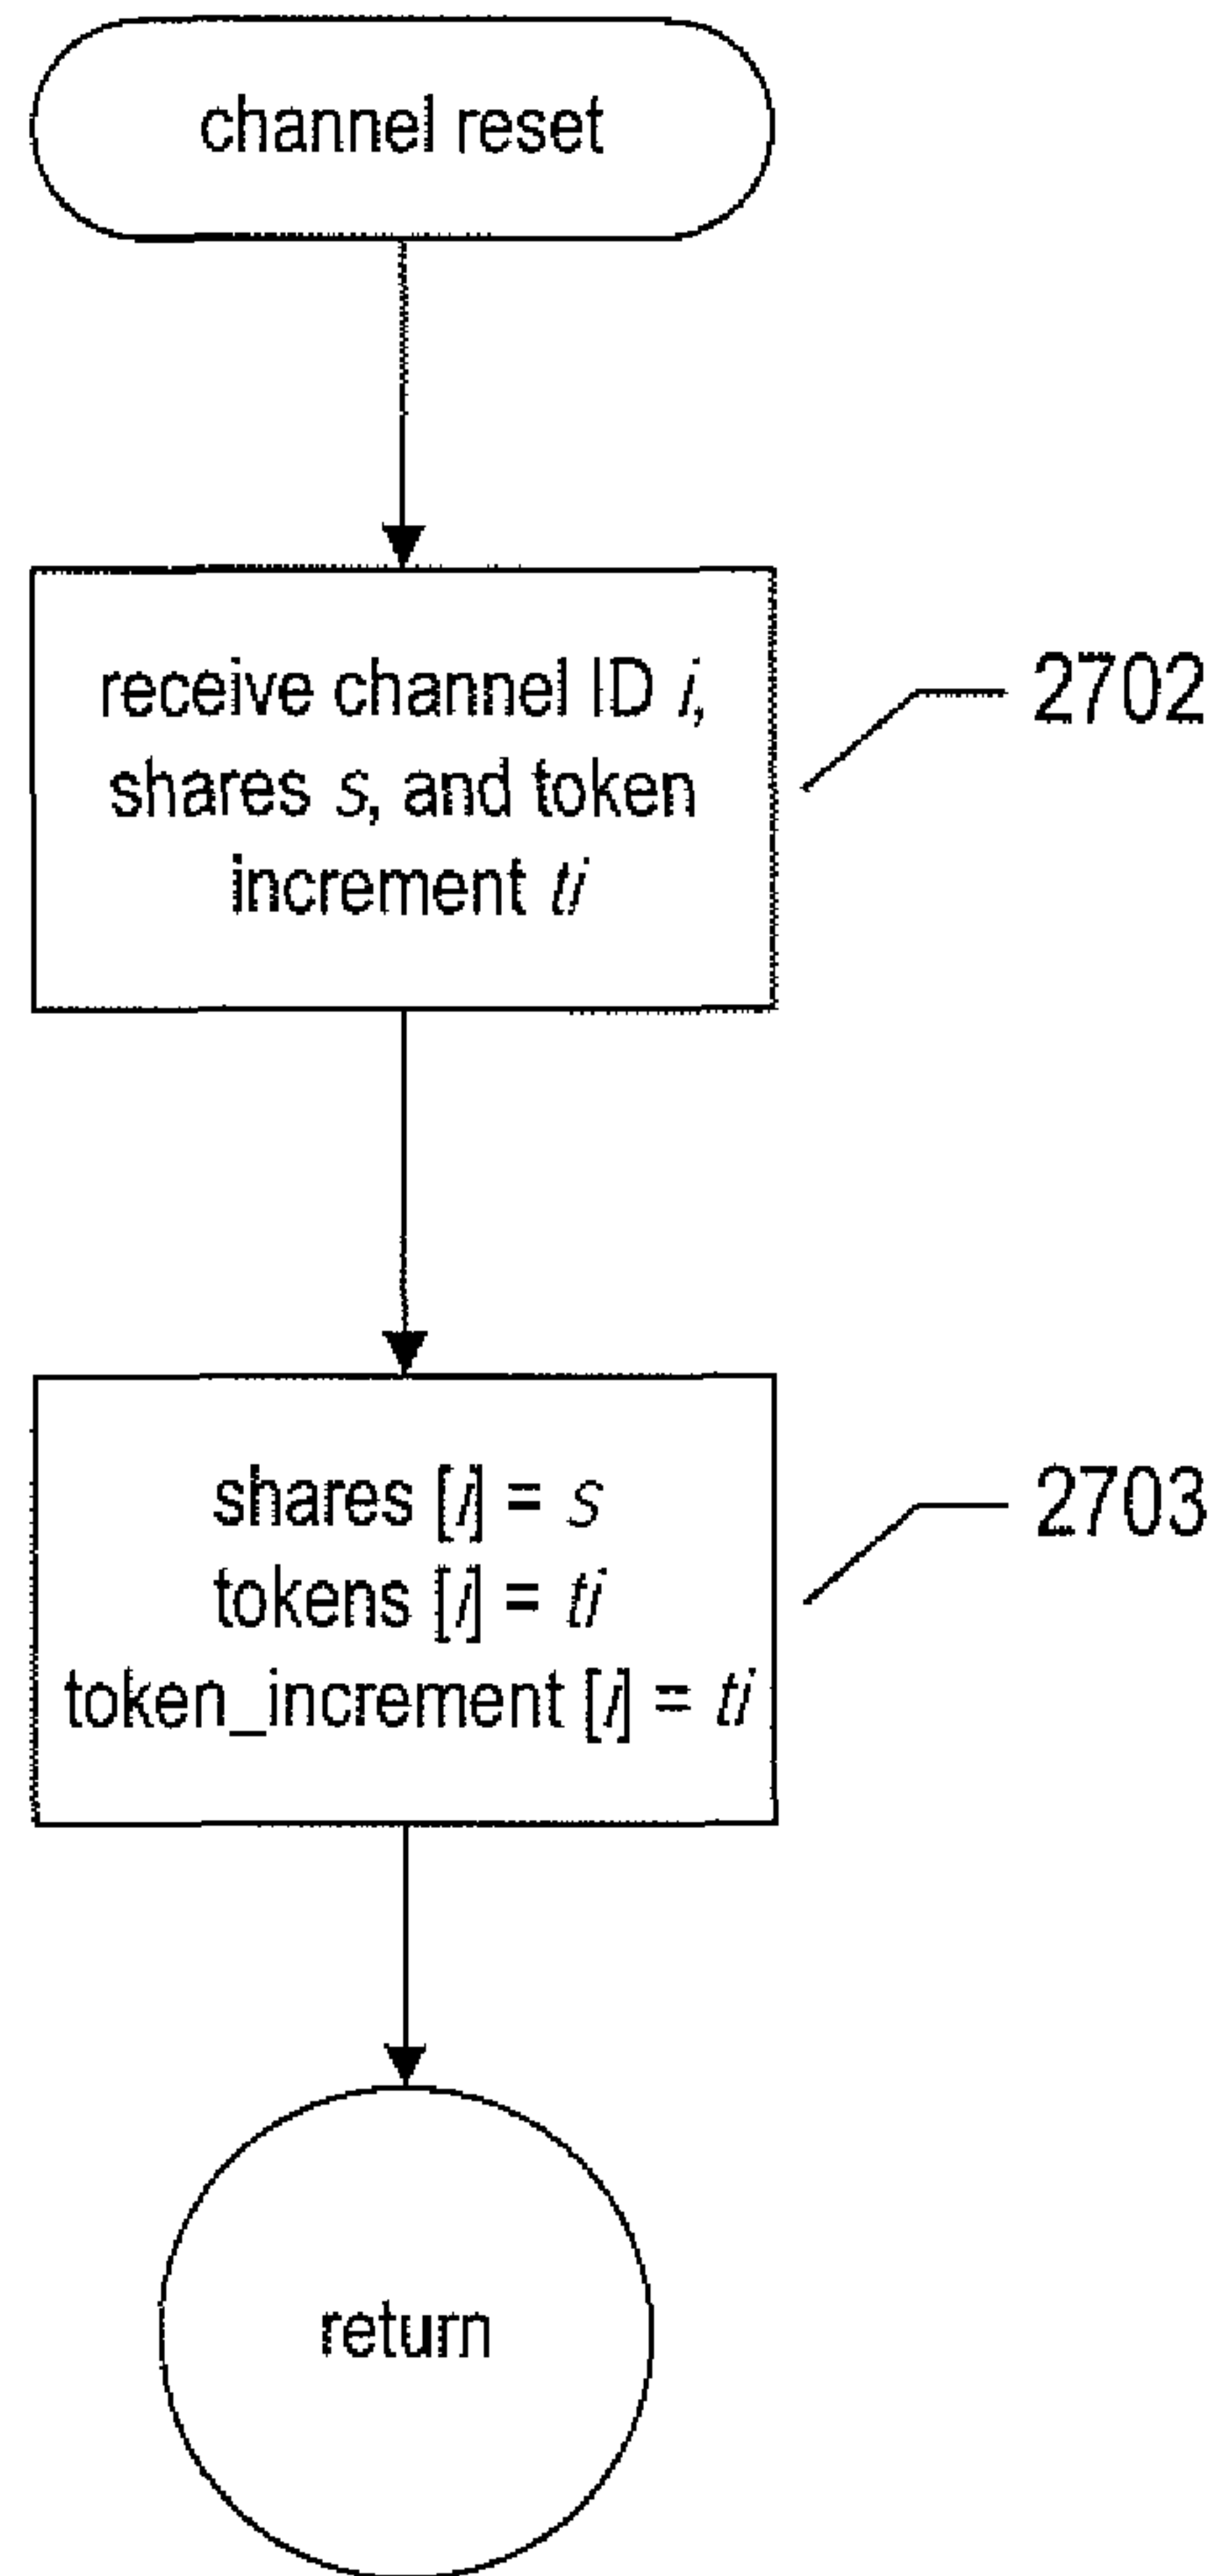 channel reset
receive channel ID i,
shares s, and token
increment ti
2702
shares [i] = s
tokens [i] = ti
token_increment [i] = ti
2703
return